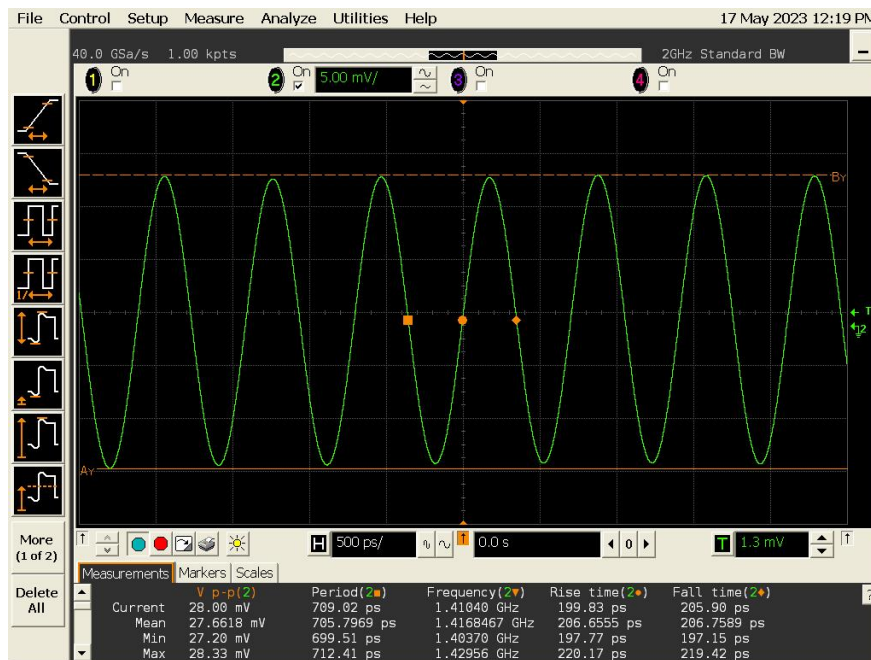 File Control Setup Measure Analyze Utilities Help 17 May 2023 12:19 PM
40.0 GSa/s 1.00 kpts 2GHz Standard BW
1 On 2 On 5.00 mV/ 3 On 4 On
BY
T
2
AY
More
(1 of 2)
Delete
All
H 500 ps/ 0.0 s 0 T 1.3 mV
Measurements Markers Scales
V p-p(2) Period(2■) Frequency(2▼) Rise time(2●) Fall time(2◆)
Current 28.00 mV 709.02 ps 1.41040 GHz 199.83 ps 205.90 ps
Mean 27.6618 mV 705.7969 ps 1.4168467 GHz 206.6555 ps 206.7589 ps
Min 27.20 mV 699.51 ps 1.40370 GHz 197.77 ps 197.15 ps
Max 28.33 mV 712.41 ps 1.42956 GHz 220.17 ps 219.42 ps